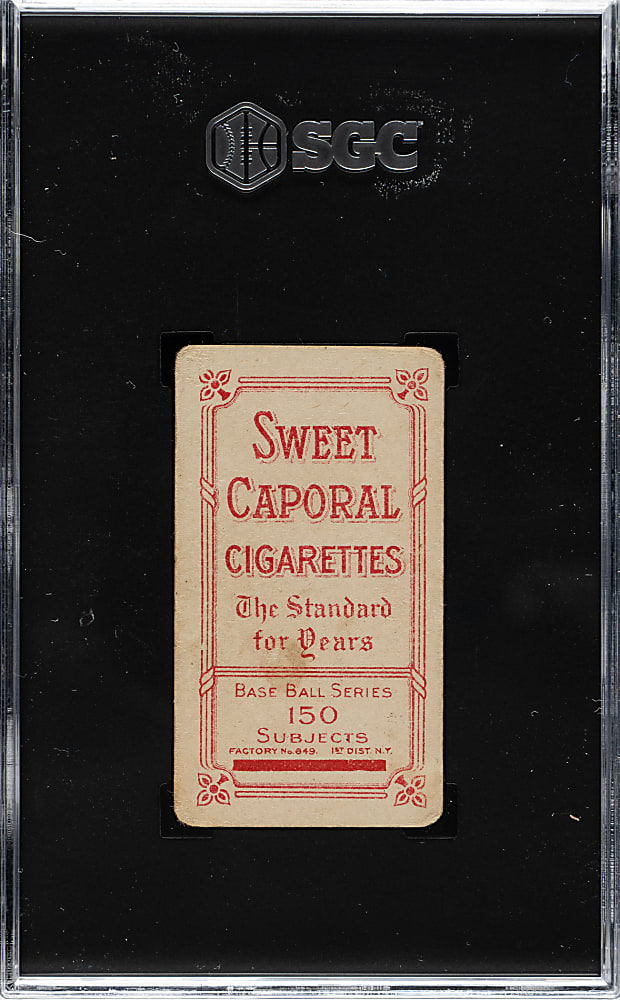 SGC
SWEET
CAPORAL
CIGARETTES
The Standard
for Years
BASE BALL SERIES
150
SUBJECTS
FACTORY No. 649. 1ST DIST. N.Y.